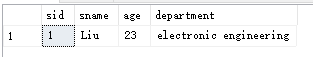 sid sname age department
1 1 Liu 23 electronic engineering